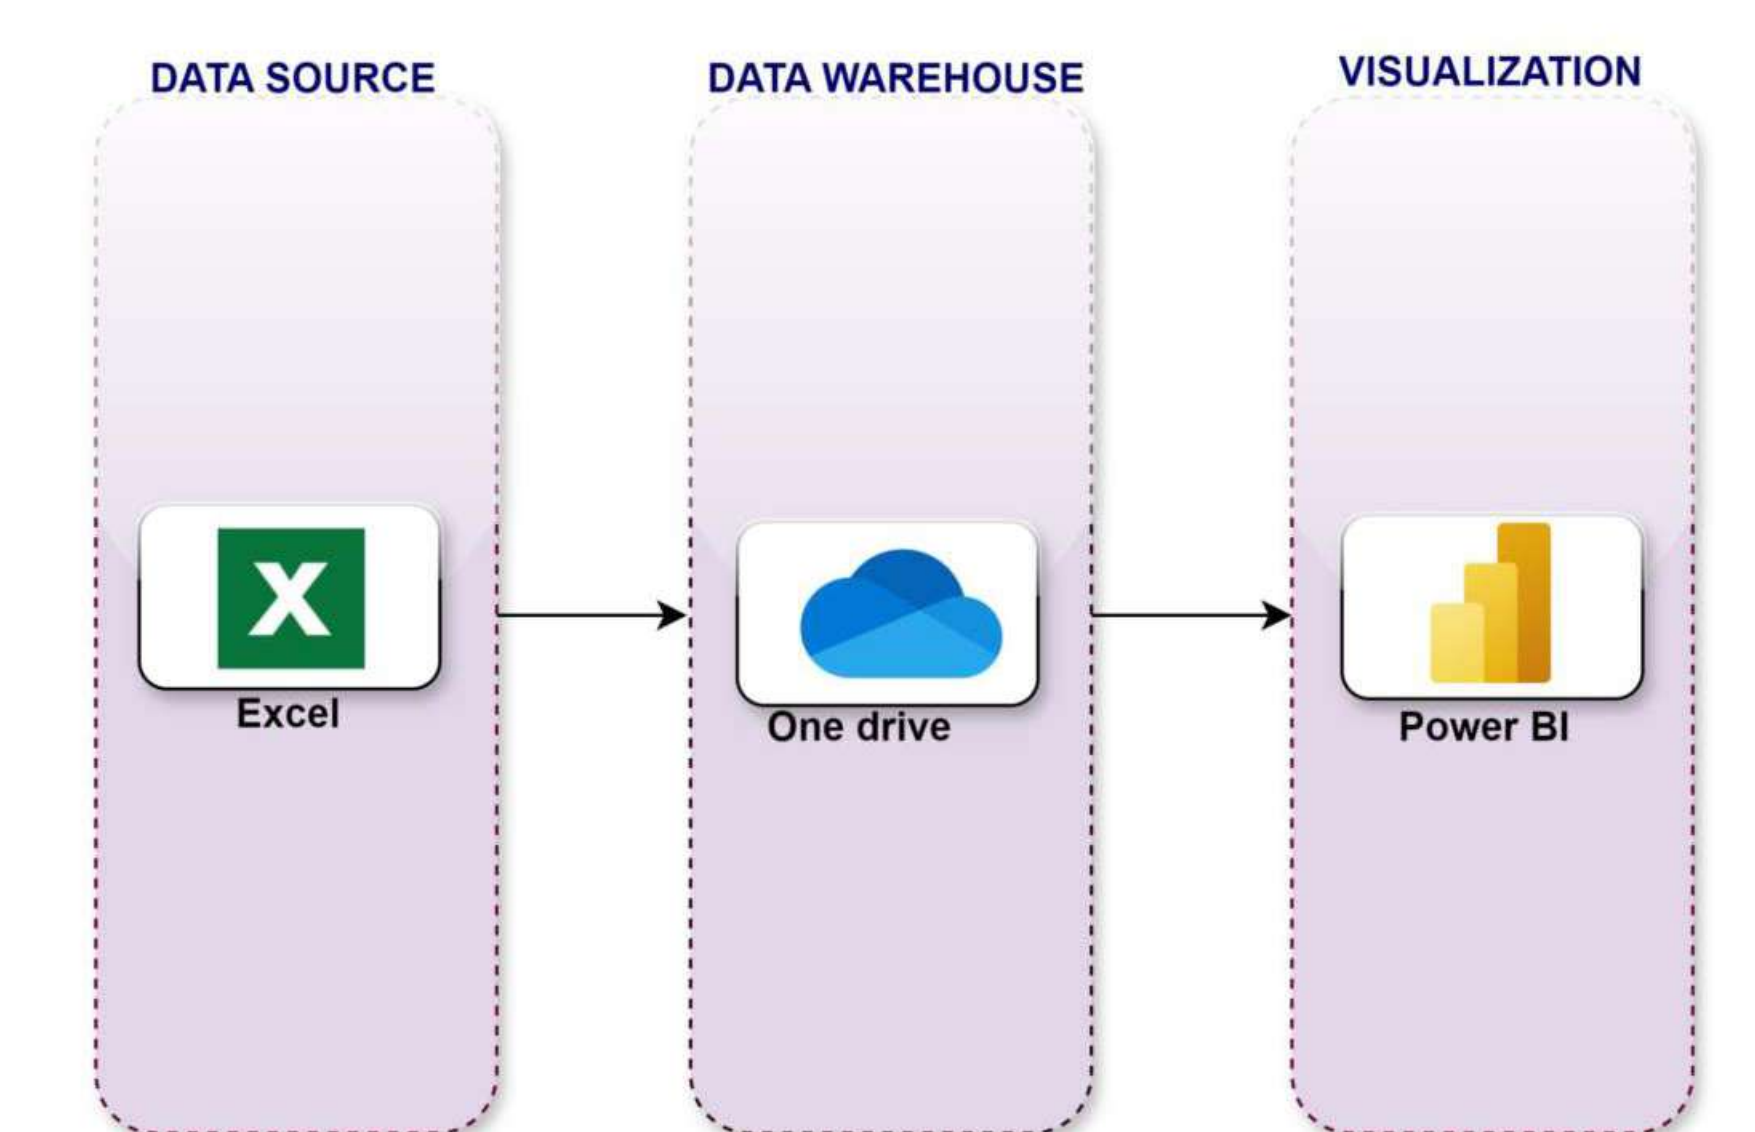 DATA SOURCE
DATA WAREHOUSE
VISUALIZATION
X
Excel
One drive
Power BI